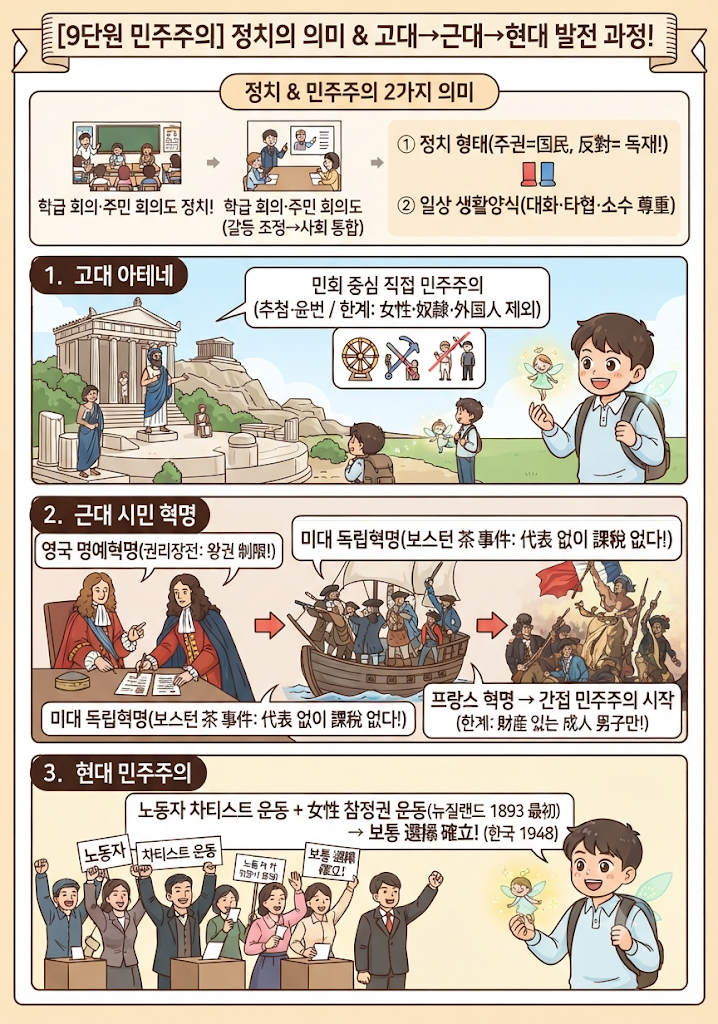 [9단원 민주주의] 정치의 의미 & 고대→근대→현대 발전 과정!
정치 & 민주주의 2가지 의미
학급 회의·주민 회의도 정치!
학급 회의·주민 회의도
(갈등 조정→사회 통합)
① 정치 형태(주권=国民, 反對= 독재!)
② 일상 생활양식(대화·타협·소수 尊重)
1. 고대 아테네
민회 중심 직접 민주주의
(추첨·윤번 / 한계: 女性·奴隷·外国人 제외)
2. 근대 시민 혁명
영국 명예혁명(권리장전: 왕권 制限!)
미대 독립혁명(보스턴 茶 事件: 代表 없이 課稅 없다!)
미대 독립혁명(보스턴 茶 事件: 代表 없이 課稅 없다!)
프랑스 혁명 → 간접 민주주의 시작
(한계: 財産 있는 成人 男子만!)
3. 현대 민주주의
노동자 차티스트 운동 + 女性 참정권 운동(뉴질랜드 1893 最初)
→ 보통 確立! (한국 1948)
노동자
차티스트 운동
보통
確立!